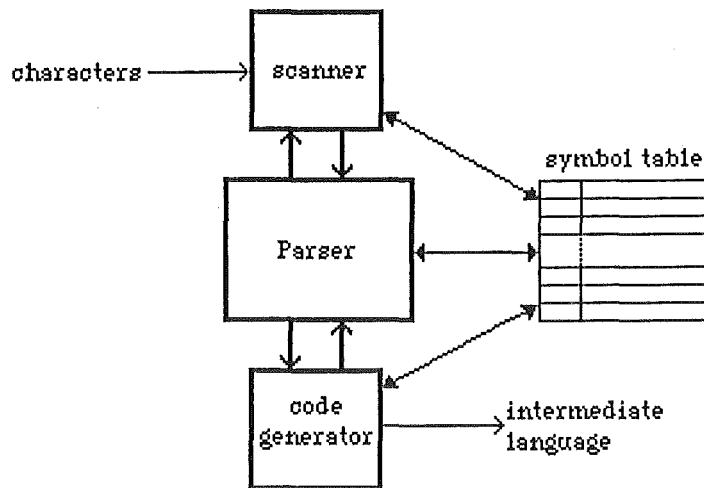 scanner
characters
symbol table
Parser
code
generator
intermediate
language